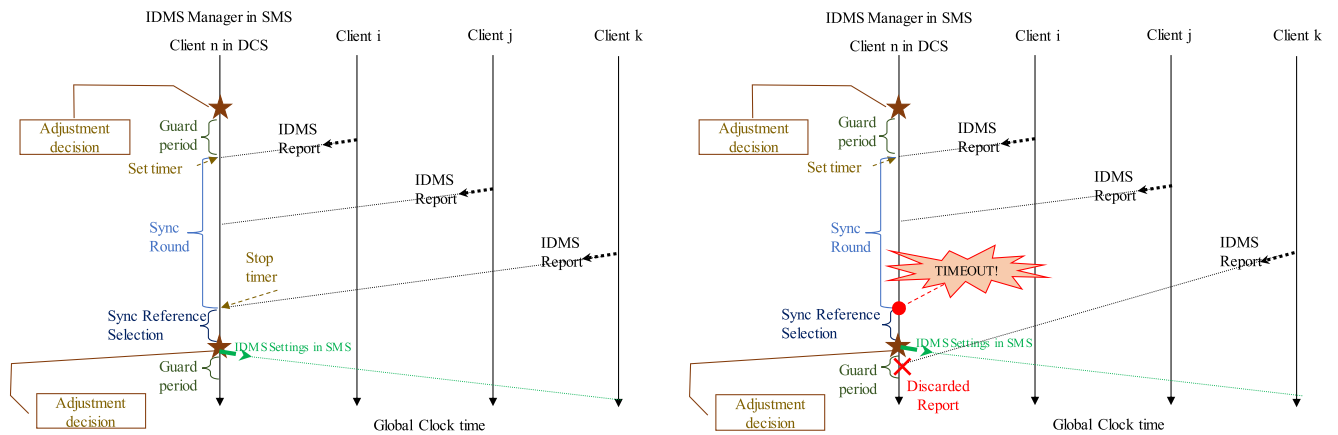 IDMS Manager in SMS
Client n in DCS
Client i
Client j
Client k
Adjustment
decision
Guard
period
IDMS
Report
Set timer
IDMS
Report
Sync
Round
IDMS
Report
Stop
timer
Sync Reference
Selection
IDMS Settings in SMS
Guard
period
Adjustment
decision
Global Clock time
IDMS Manager in SMS
Client n in DCS
Client i
Client j
Client k
Adjustment
decision
Guard
period
IDMS
Report
Set timer
IDMS
Report
Sync
Round
IDMS
Report
TIMEOUT!
Sync Reference
Selection
IDMS Settings in SMS
Guard
period
Discarded
Report
Adjustment
decision
Global Clock time